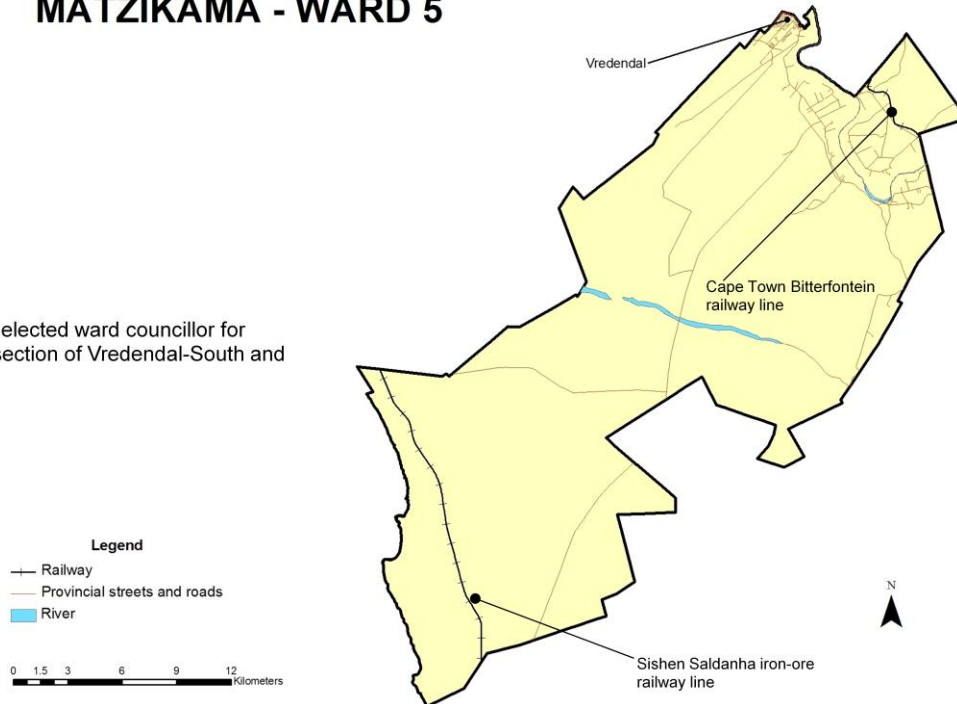 MATZIKAMA - WARD 5
Vredendal
Cape Town Bitterfontein
railway line
elected ward councillor for
section of Vredendal-South and
Legend
Railway
Provincial streets and roads
River
N
0 1.5 3 6 9 12
Kilometers
Sishen Saldanha iron-ore
railway line